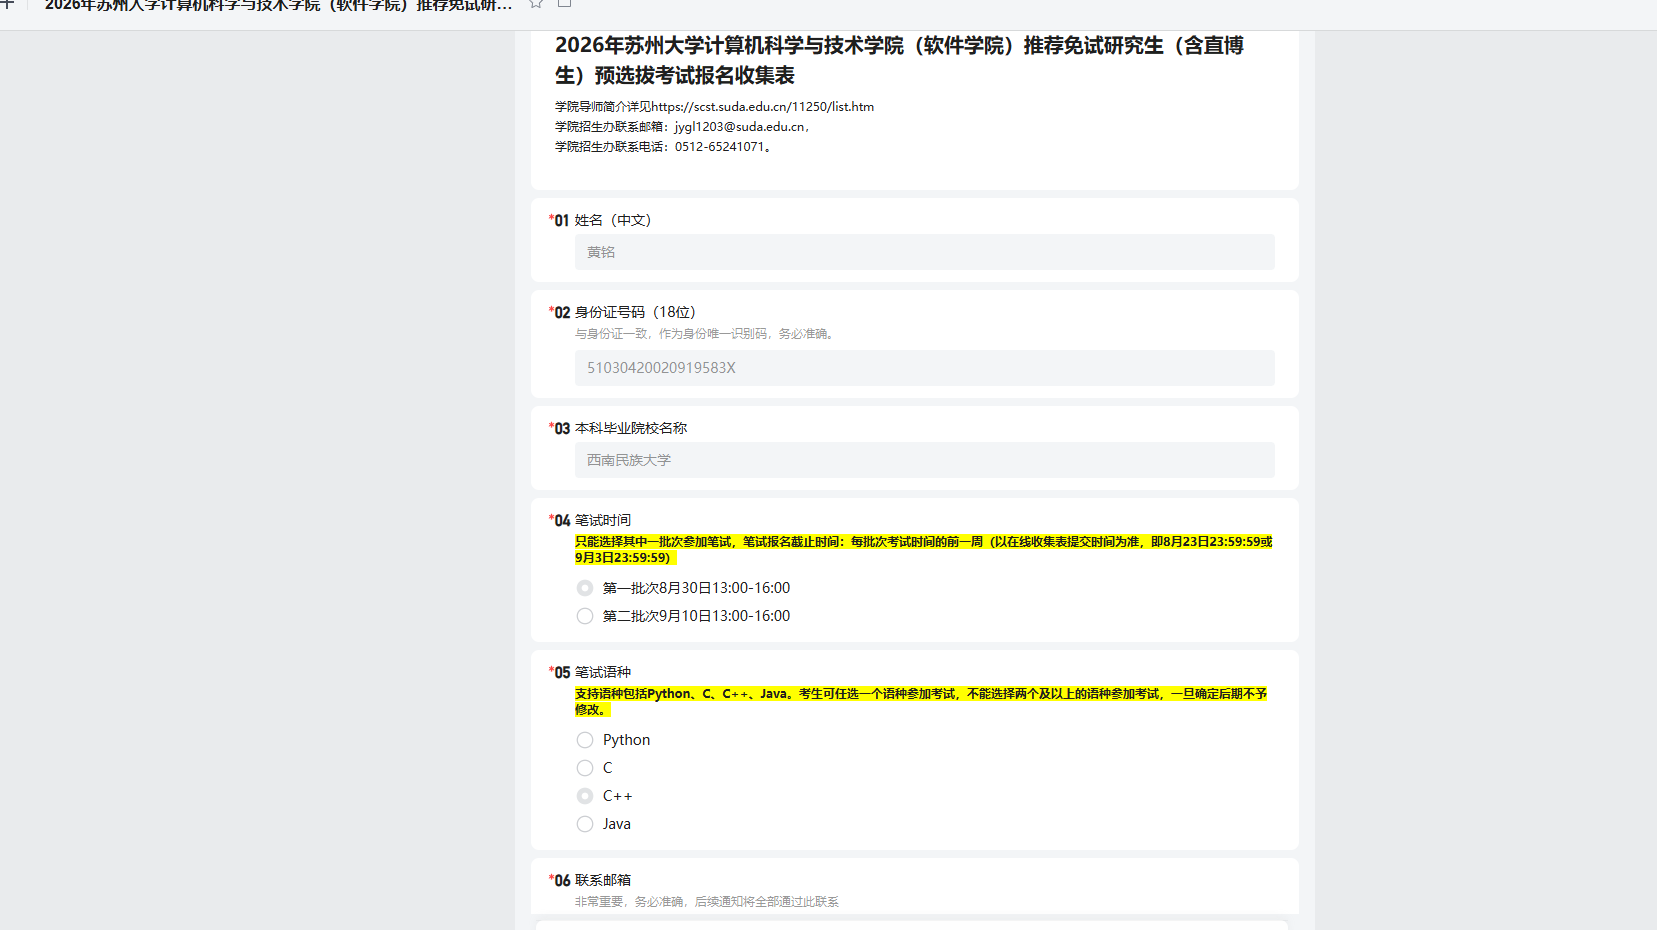 2026年苏州大学计算机科学与技术学院（软件学院）推荐免试研...
2026年苏州大学计算机科学与技术学院（软件学院）推荐免试研究生（含直博
生）预选拔考试报名收集表
学院导师简介详见https://scst.suda.edu.cn/11250/list.htm
学院招生办联系邮箱：jygl1203@suda.edu.cn，
学院招生办联系电话：0512-65241071。
*01 姓名（中文）
黄铭
*02 身份证号码（18位）
与身份证一致，作为身份唯一识别码，务必准确。
51030420020919583X
*03 本科毕业院校名称
西南民族大学
*04 笔试时间
只能选择其中一批次参加笔试，笔试报名截止时间：每批次考试时间的前一周（以在线收集表提交时间为准，即8月23日23:59:59或
9月3日23:59:59）
第一批次8月30日13:00-16:00
第二批次9月10日13:00-16:00
*05 笔试语种
支持语种包括Python、C、C++、Java。考生可任选一个语种参加考试，不能选择两个及以上的语种参加考试，一旦确定后期不予
修改。
Python
C
C++
Java
*06 联系邮箱
非常重要，务必准确，后续通知将全部通过此联系